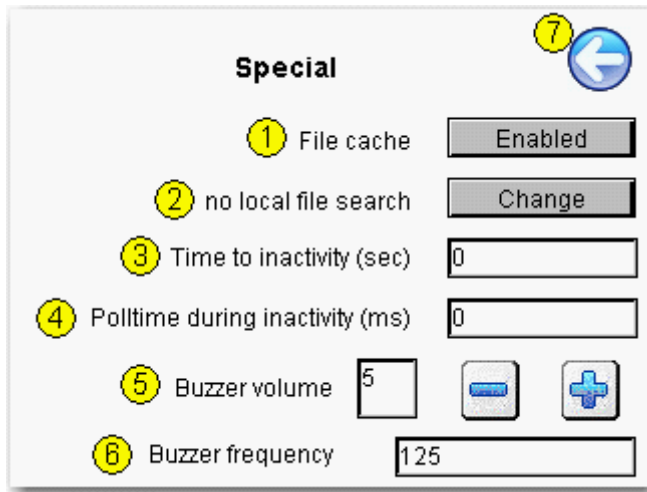 7
Special
1 File cache Enabled
2 no local file search Change
3 Time to inactivity (sec) 0
4 Polltime during inactivity (ms) 0
5 Buzzer volume 5
6 Buzzer frequency 125